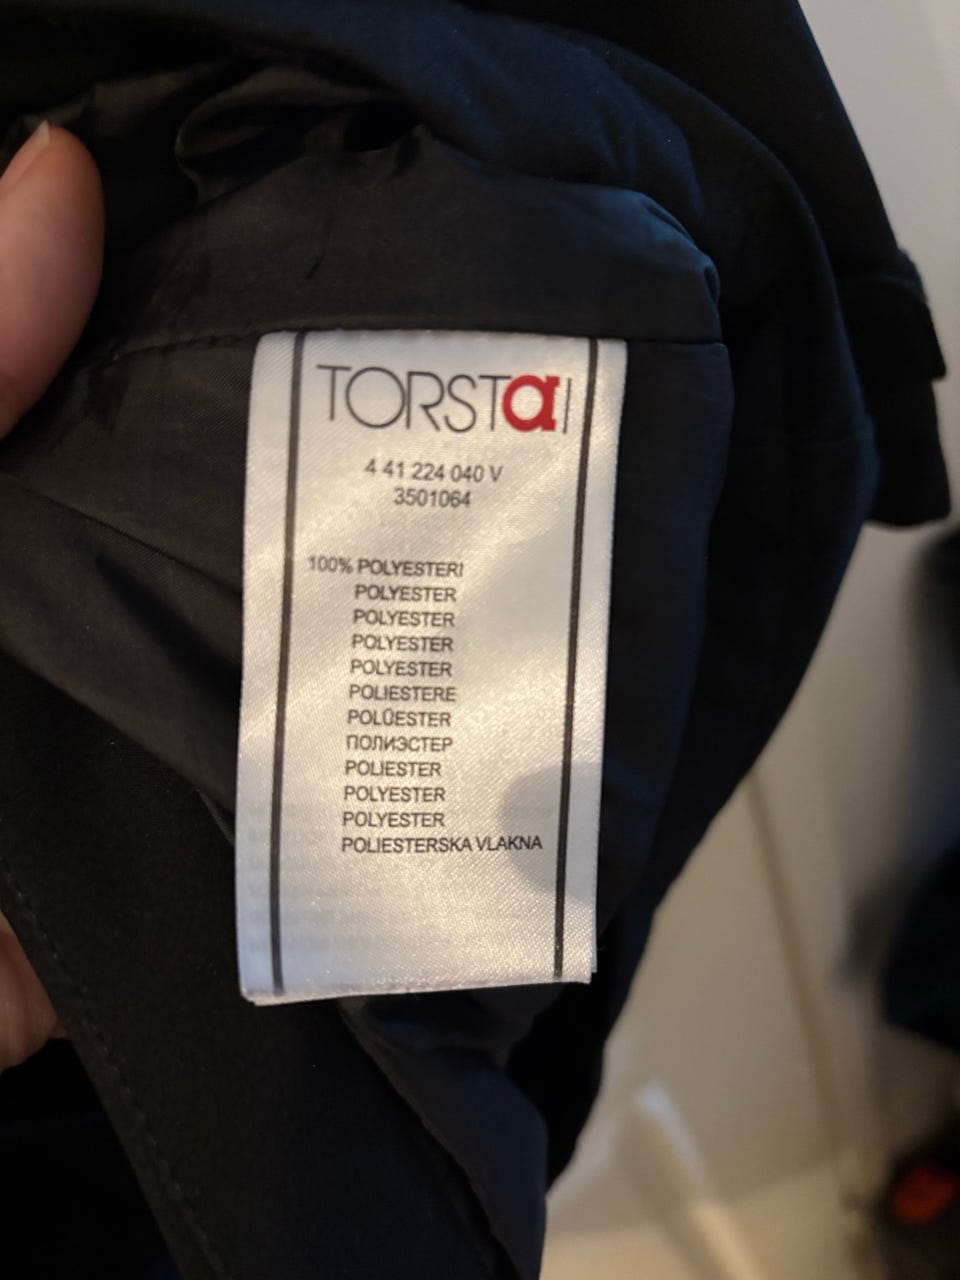 TORSTAI
4 41 224 040 V
3501064
100% POLYESTERI
POLYESTER
POLYESTER
POLYESTER
POLYESTER
POLIESTERE
POLÜESTER
ПОЛИЭСТЕР
POLIESTER
POLYESTER
POLYESTER
POLIESTERSKA VLAKNA